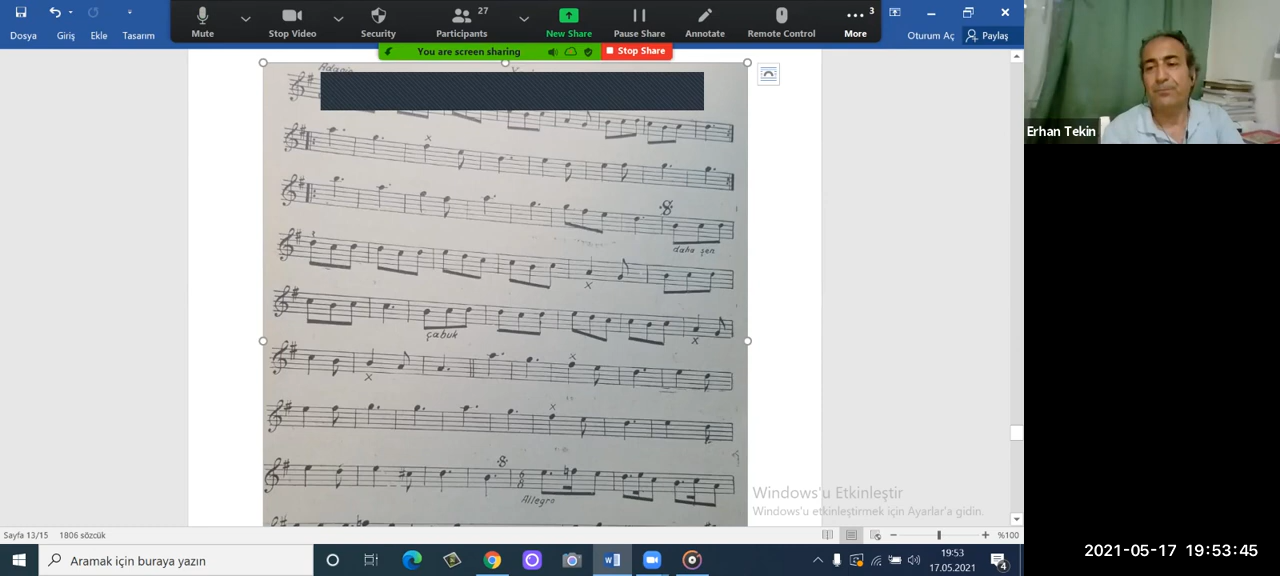 Mute
Stop Video
Security
Participants
27
New Share
Pause Share
Annotate
Remote Control
More
3
Dosya
Giriş
Ekle
Tasarım
Oturum Aç
Paylaş
You are screen sharing
Stop Share
Erhan Tekin
daha şen
çabuk
Allegro
Windows'u Etkinleştir
Windows'u etkinleştirmek için Ayarlar'a gidin.
Sayfa 13/15
1806 sözcük
%100
Aramak için buraya yazın
19:53
17.05.2021
4
2021-05-17 19:53:45